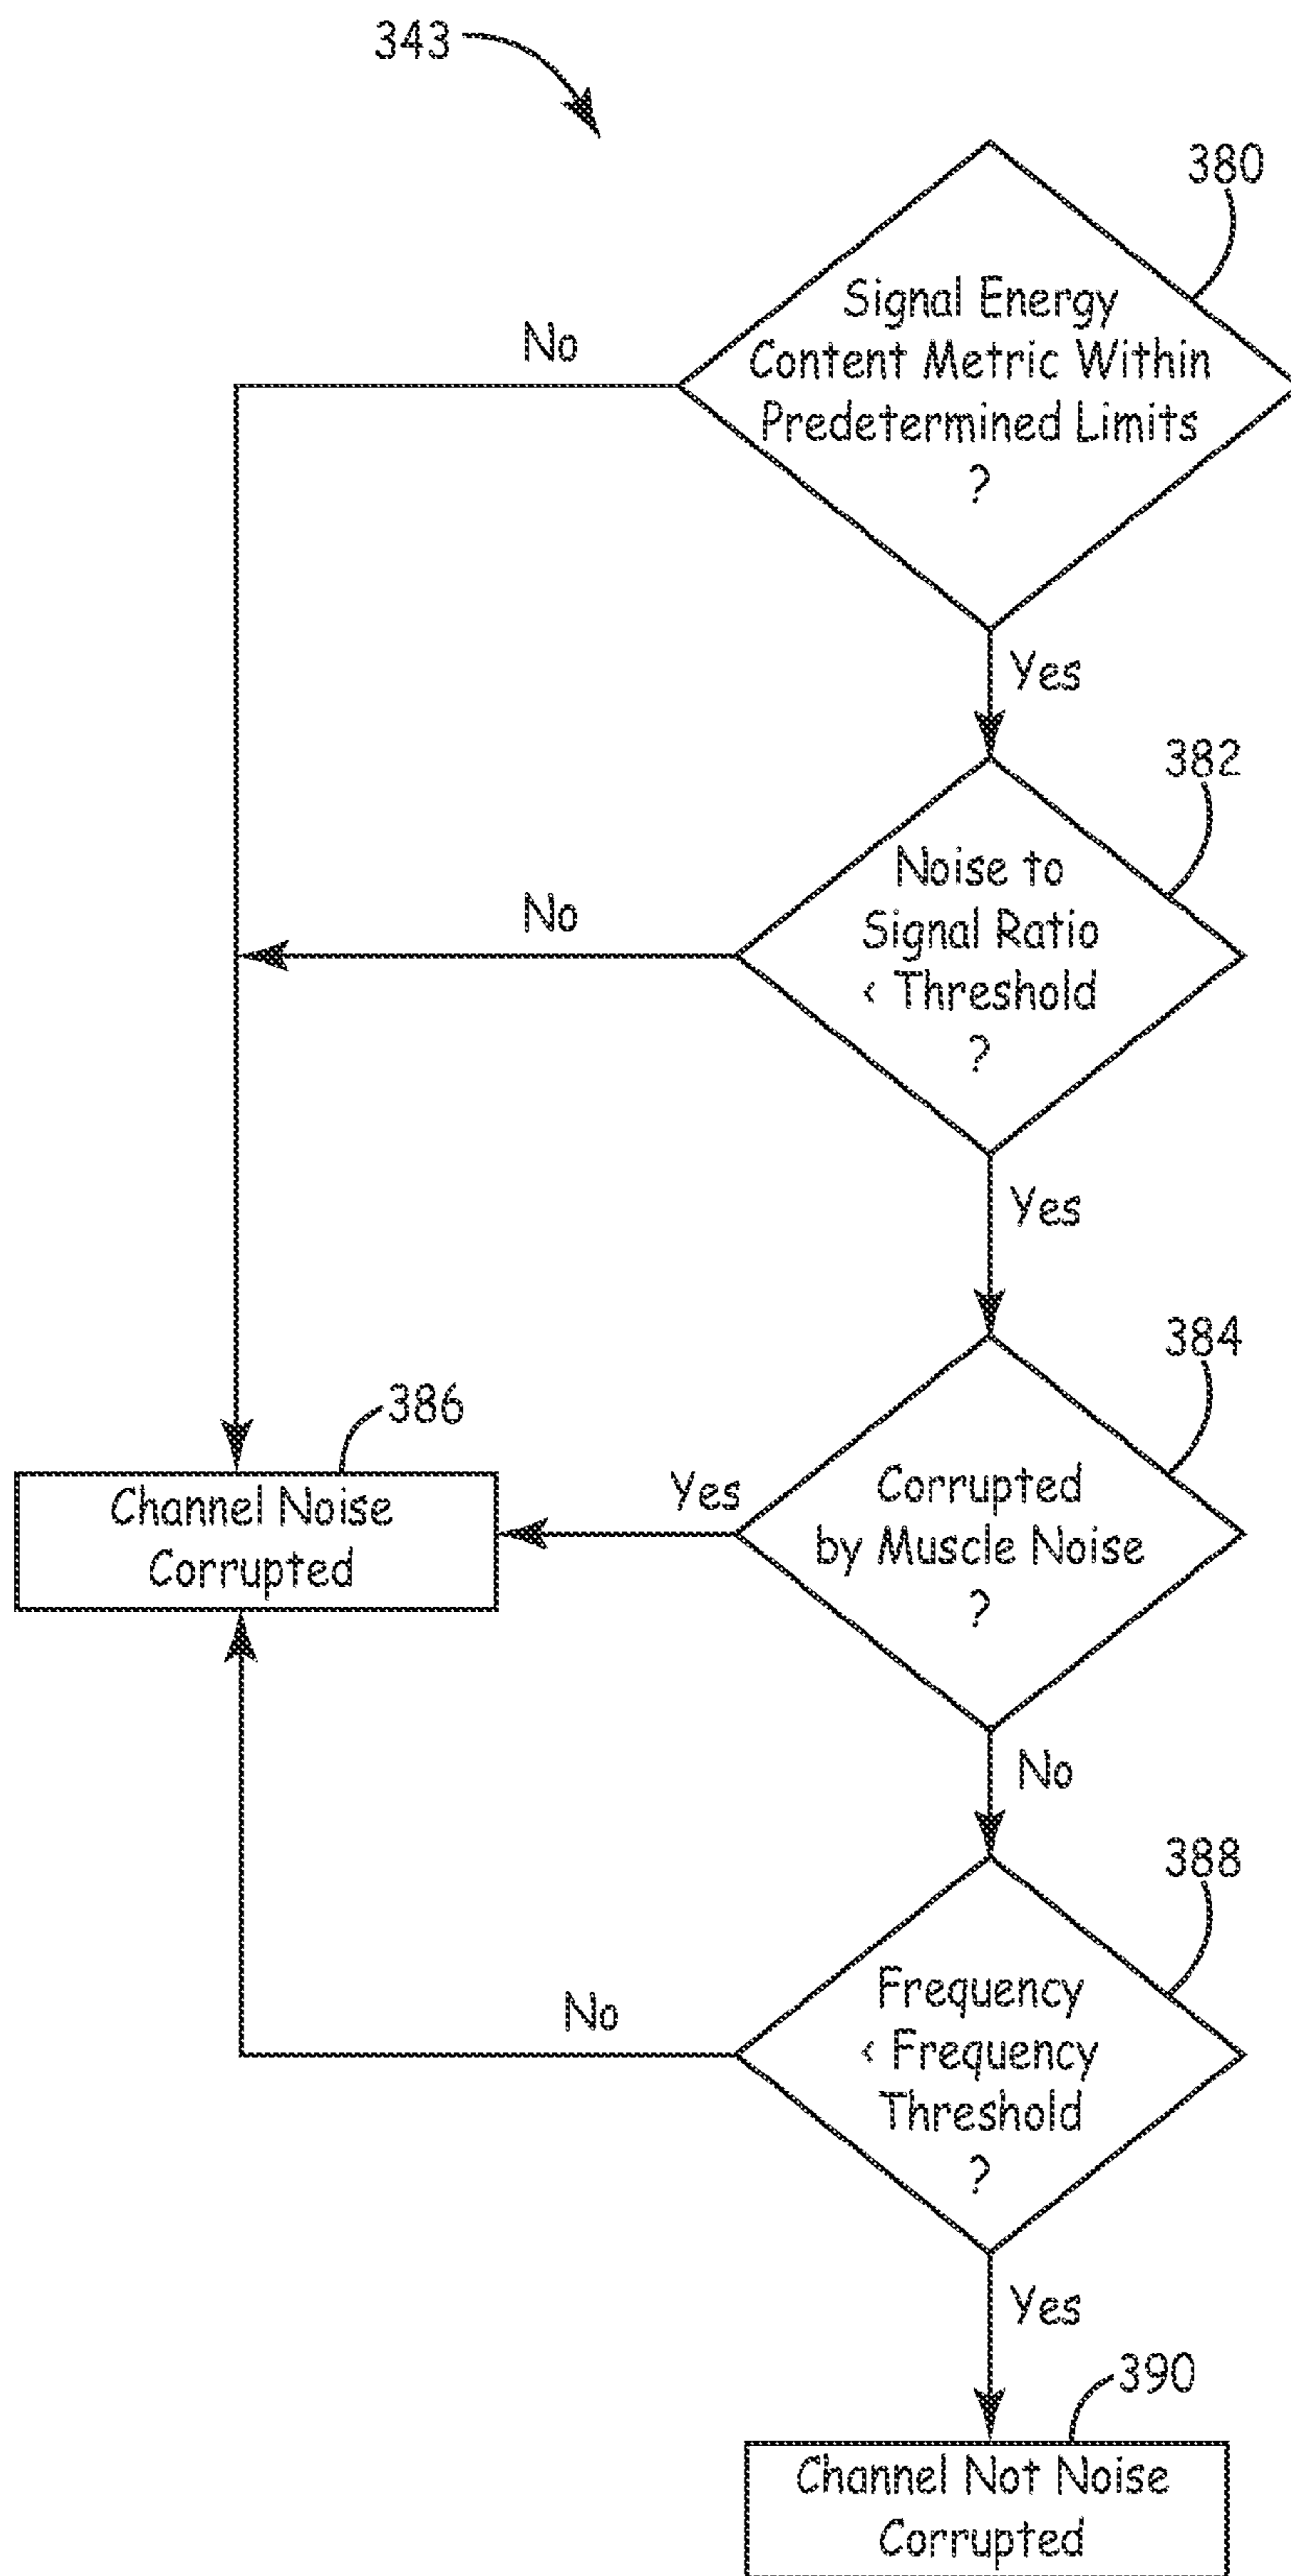 343
380
Signal Energy
Content Metric Within
Predetermined Limits
?
No
Yes
382
Noise to
Signal Ratio
< Threshold
?
No
Yes
384
386
Channel Noise
Corrupted
Yes
Corrupted
by Muscle Noise
?
No
388
Frequency
< Frequency
Threshold
?
No
Yes
390
Channel Not Noise
Corrupted